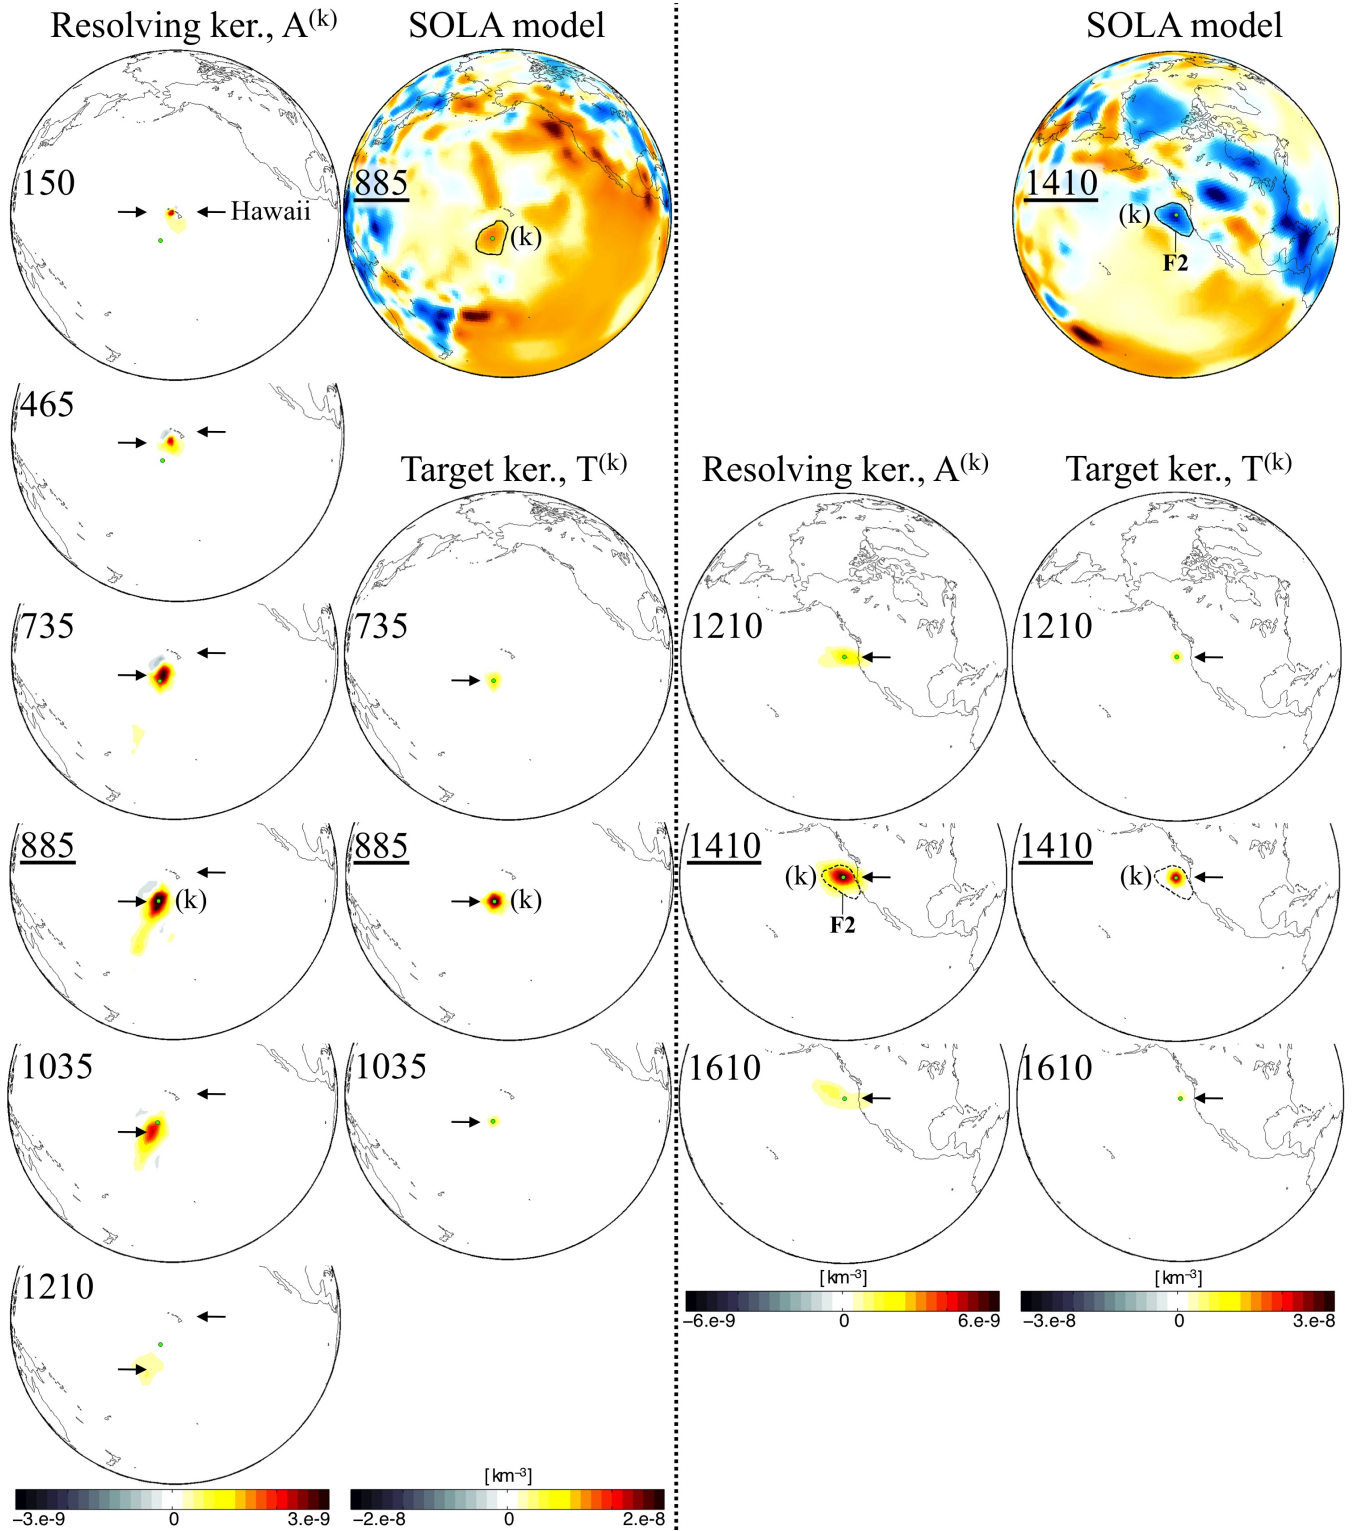 Resolving ker., A(k)
SOLA model
SOLA model
150
Hawaii
885
(k)
1410
(k)
F2
465
Target ker., T(k)
Resolving ker., A(k)
Target ker., T(k)
735
735
1210
1210
885
(k)
885
(k)
1410
(k)
F2
1410
(k)
1035
1035
1610
1610
1210
[km⁻³]
−6.e-9 0 6.e-9
[km⁻³]
−3.e-8 0 3.e-8
−3.e-9 0 3.e-9
[km⁻³]
−2.e-8 0 2.e-8